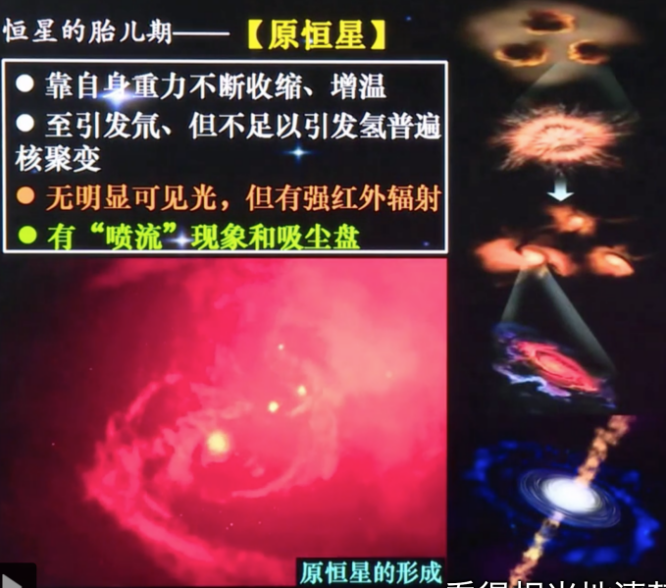 恒星的胎儿期——【原恒星】
● 靠自身重力不断收缩、增温
● 至引发氘、但不足以引发氢普遍
核聚变
● 无明显可见光，但有强红外辐射
● 有“喷流”现象和吸尘盘
原恒星的形成